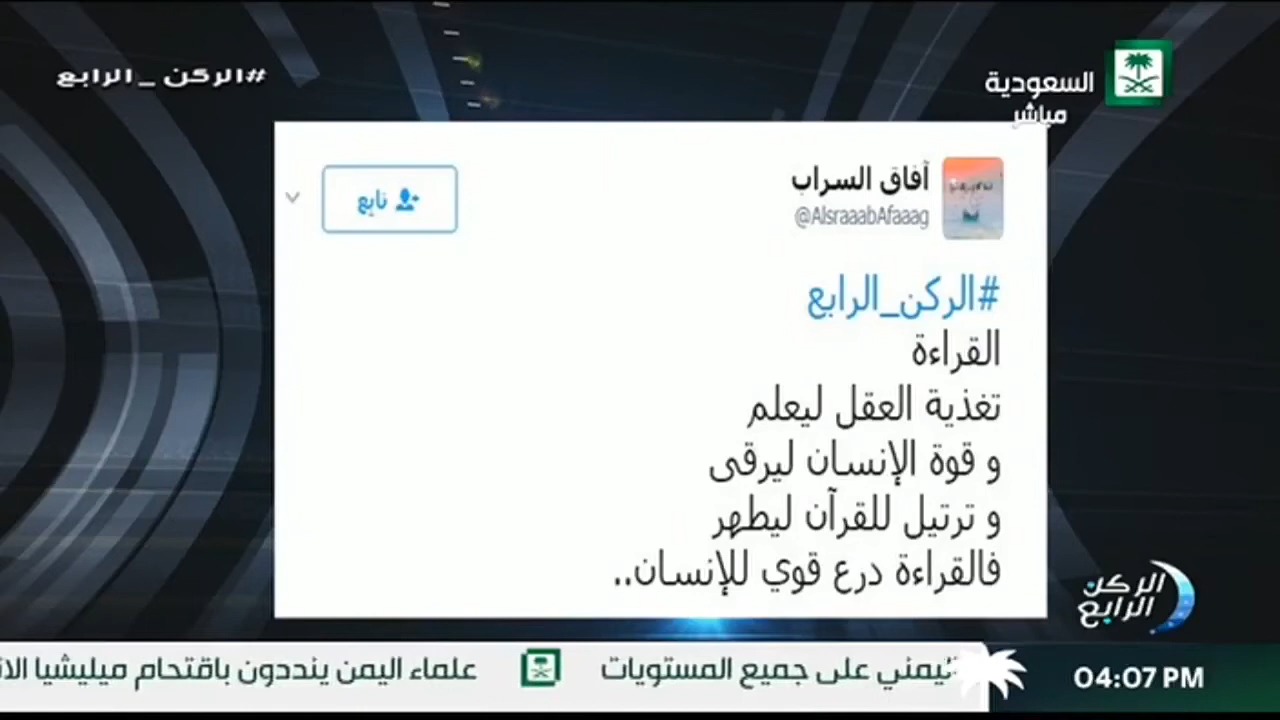 #الركن_الرابع
السعودية
مباشر
آفاق السراب
@AlsraaabAfaaag
تابع
#الركن_الرابع
القراءة
تغذية العقل ليعلم
و قوة الإنسان ليرقى
و ترتيل للقرآن ليطهر
فالقراءة درع قوي للإنسان..
الركن
الرابع
على جميع المستويات
علماء اليمن ينددون باقتحام ميليشيا
04:07 PM